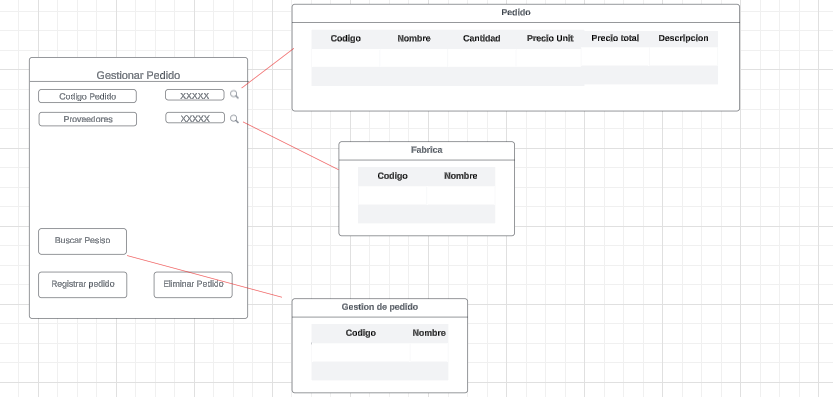 Pedido
Codigo Nombre Cantidad Precio Unit Precio total Descripcion
Gestionar Pedido
Codigo Pedido XXXXX
Proveedores XXXXX
Fabrica
Codigo Nombre
Buscar Pesiso
Registrar pedido Eliminar Pedido
Gestion de pedido
Codigo Nombre